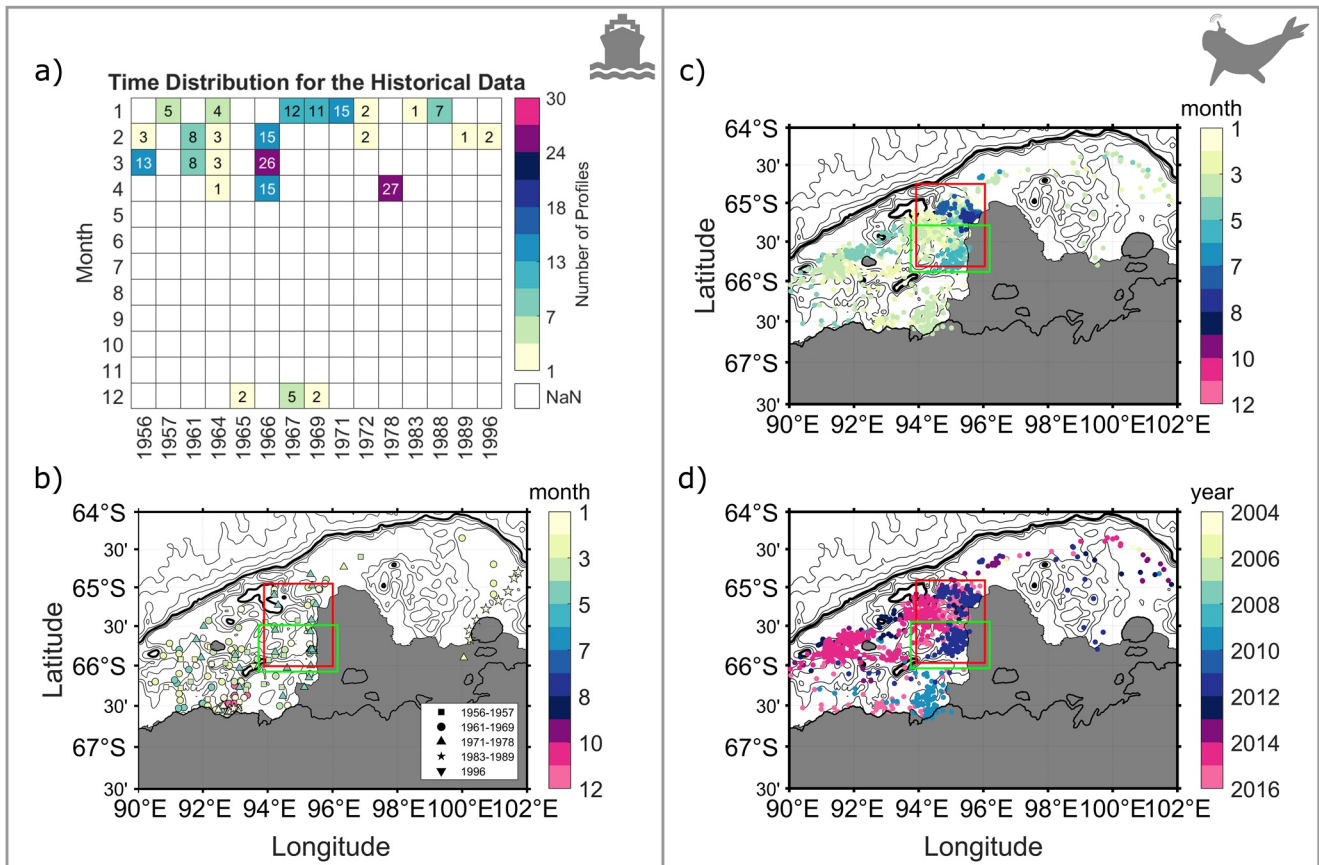 a)
Time Distribution for the Historical Data
1 5 4 12 11 15 2 1 7
2 3 8 3 15 2 1 2
3 13 8 3 26
4 1 15 27
5
6
7
8
9
10
11
12 2 5 2
Month
1956 1957 1961 1964 1965 1966 1967 1969 1971 1972 1978 1983 1988 1989 1996
30
24
18
13
7
1
NaN
Number of Profiles
b)
month
64°S
30'
65°S
30'
66°S
30'
67°S
30'
Latitude
90°E 92°E 94°E 96°E 98°E 100°E 102°E
Longitude
1956-1957
1961-1969
1971-1978
1983-1989
1996
1
3
5
7
8
10
12
c)
month
64°S
30'
65°S
30'
66°S
30'
67°S
30'
Latitude
90°E 92°E 94°E 96°E 98°E 100°E 102°E
1
3
5
7
8
10
12
d)
year
64°S
30'
65°S
30'
66°S
30'
67°S
30'
Latitude
90°E 92°E 94°E 96°E 98°E 100°E 102°E
Longitude
2004
2006
2008
2010
2012
2014
2016